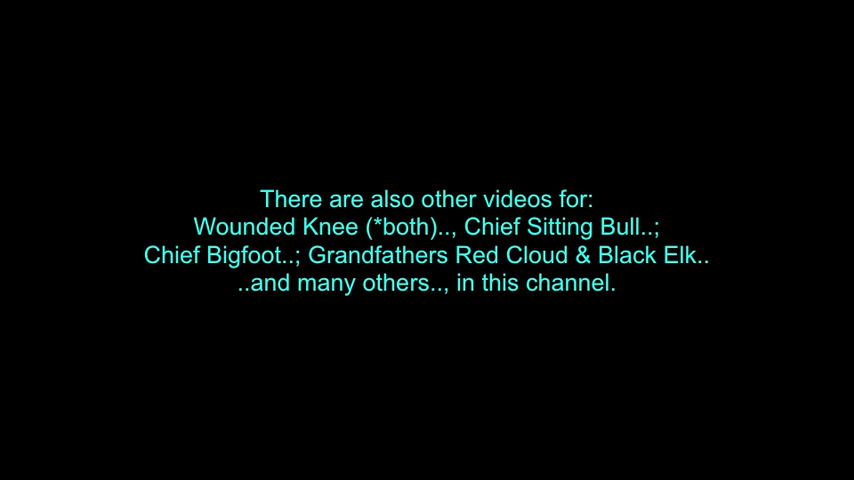 There are also other videos for:
Wounded Knee (*both).., Chief Sitting Bull..;
Chief Bigfoot..; Grandfathers Red Cloud & Black Elk..
..and many others.., in this channel.